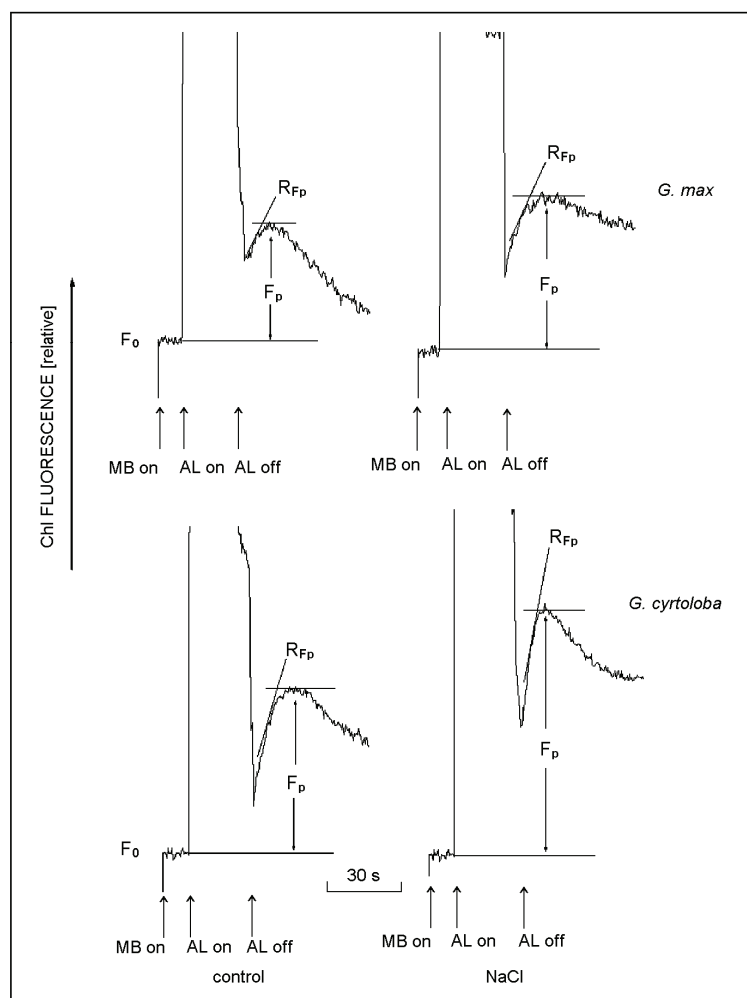 R_Fp
R_Fp
G. max
F_p
F_p
F_0
MB on AL on AL off
MB on AL on AL off
Chl FLUORESCENCE [relative]
R_Fp
G. cyrtoloba
R_Fp
F_p
F_p
F_0
30 s
MB on AL on AL off
MB on AL on AL off
control
NaCl